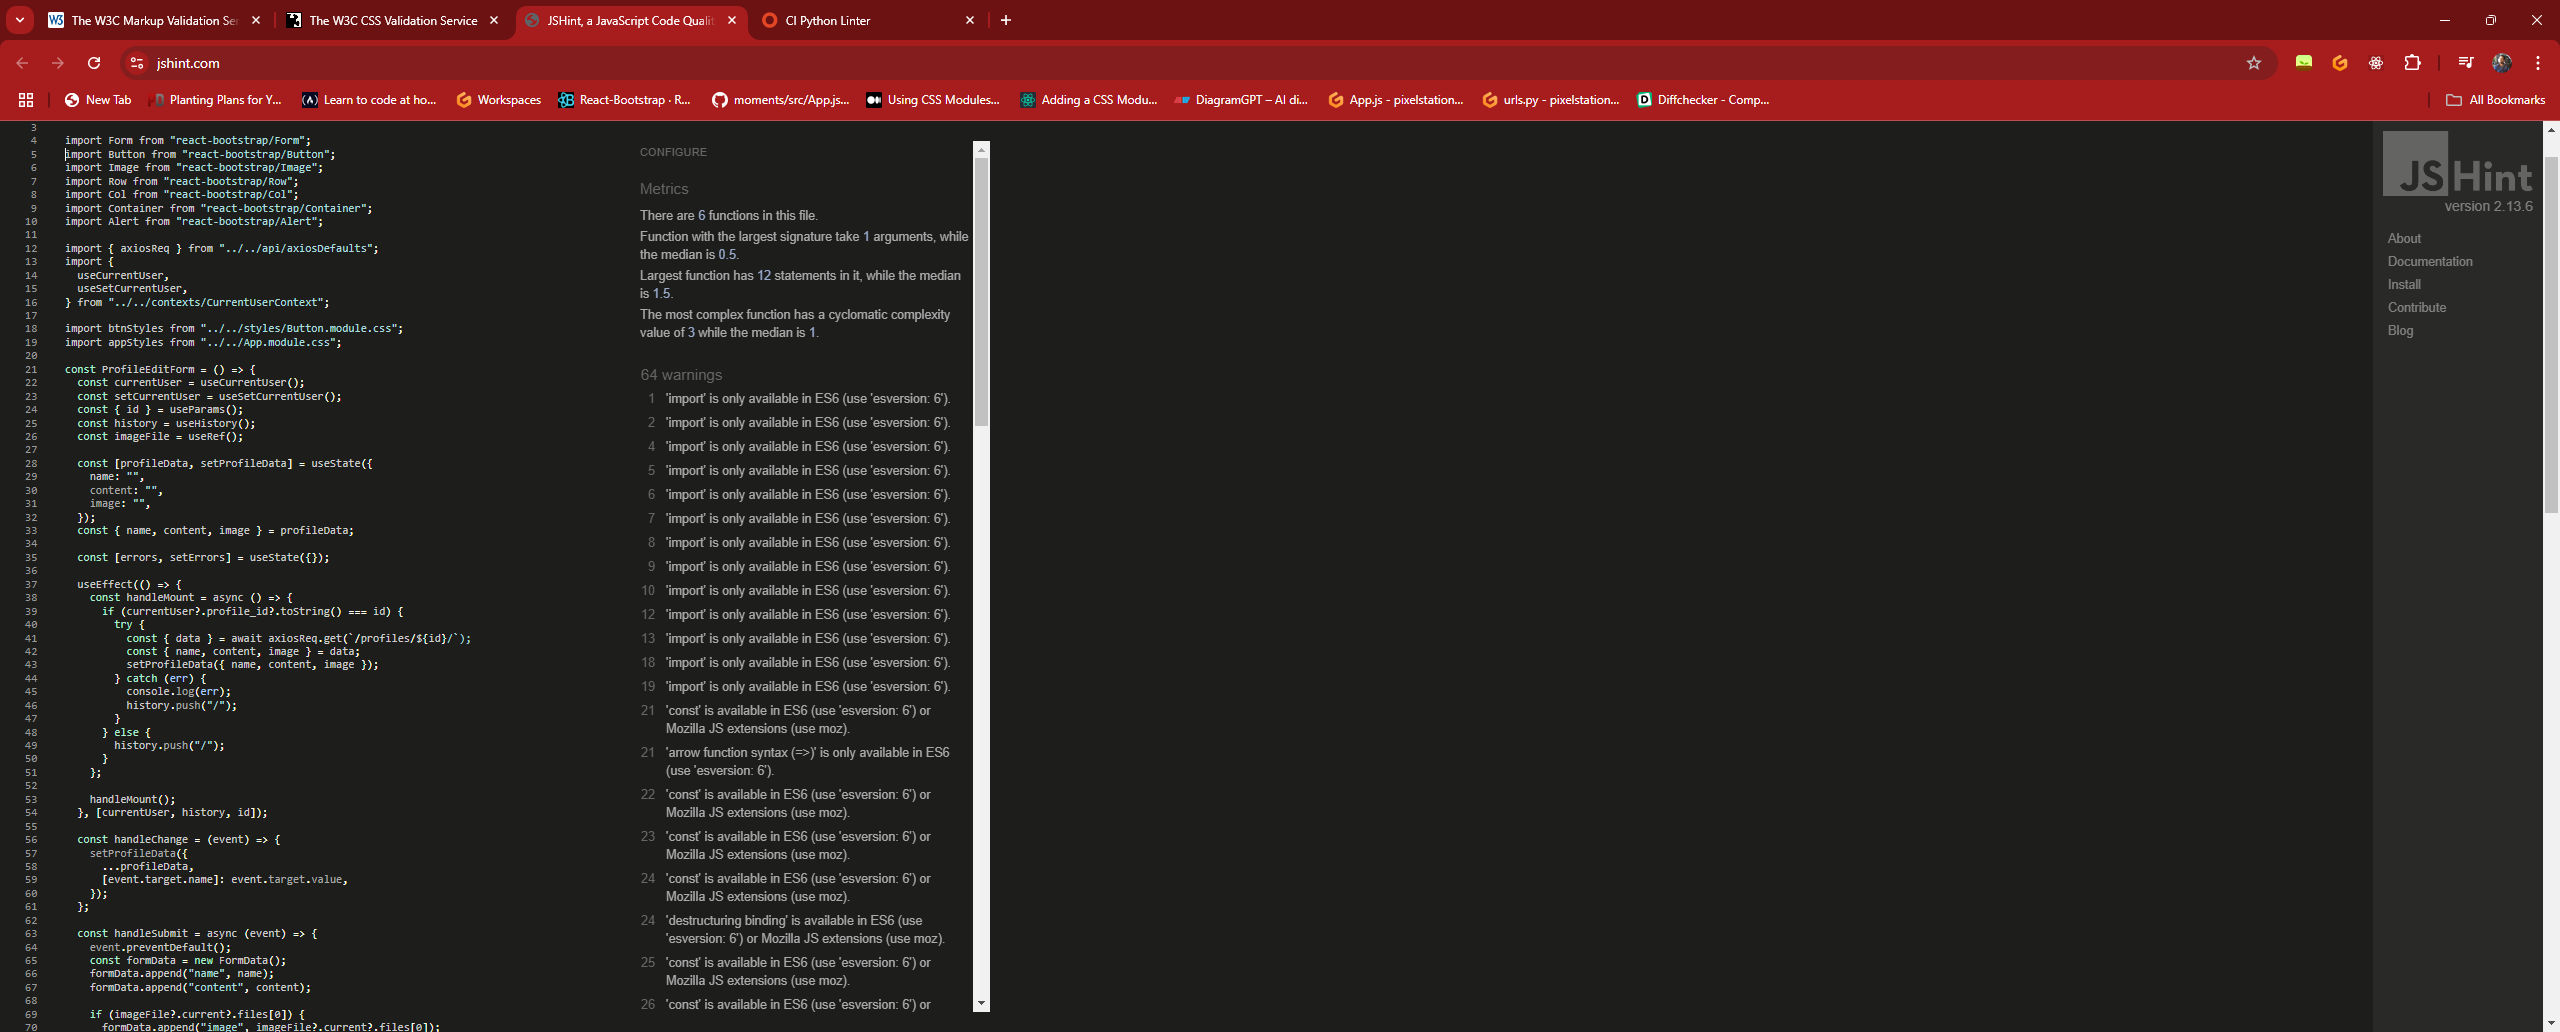 The W3C Markup Validation Se
The W3C CSS Validation Service
JSHint, a JavaScript Code Qualit
CI Python Linter
jshint.com
New Tab
Planting Plans for Y...
Learn to code at ho...
Workspaces
React-Bootstrap · R...
moments/src/App.js...
Using CSS Modules...
Adding a CSS Modu...
DiagramGPT – AI di...
App.js - pixelstation...
urls.py - pixelstation...
Diffchecker - Comp...
All Bookmarks
3
4 import Form from "react-bootstrap/Form";
5 import Button from "react-bootstrap/Button";
6 import Image from "react-bootstrap/Image";
7 import Row from "react-bootstrap/Row";
8 import Col from "react-bootstrap/Col";
9 import Container from "react-bootstrap/Container";
10 import Alert from "react-bootstrap/Alert";
11
12 import { axiosReq } from "../../api/axiosDefaults";
13 import {
14 useCurrentUser,
15 useSetCurrentUser,
16 } from "../../contexts/CurrentUserContext";
17
18 import btnStyles from "../../styles/Button.module.css";
19 import appStyles from "../../App.module.css";
20
21 const ProfileEditForm = () => {
22 const currentUser = useCurrentUser();
23 const setCurrentUser = useSetCurrentUser();
24 const { id } = useParams();
25 const history = useHistory();
26 const imageFile = useRef();
27
28 const [profileData, setProfileData] = useState({
29 name: "",
30 content: "",
31 image: "",
32 });
33 const { name, content, image } = profileData;
34
35 const [errors, setErrors] = useState({});
36
37 useEffect(() => {
38 const handleMount = async () => {
39 if (currentUser?.profile_id?.toString() === id) {
40 try {
41 const { data } = await axiosReq.get(`/profiles/${id}/`);
42 const { name, content, image } = data;
43 setProfileData({ name, content, image });
44 } catch (err) {
45 console.log(err);
46 history.push("/");
47 }
48 } else {
49 history.push("/");
50 }
51 };
52
53 handleMount();
54 }, [currentUser, history, id]);
55
56 const handleChange = (event) => {
57 setProfileData({
58 ...profileData,
59 [event.target.name]: event.target.value,
60 });
61 };
62
63 const handleSubmit = async (event) => {
64 event.preventDefault();
65 const formData = new FormData();
66 formData.append("name", name);
67 formData.append("content", content);
68
69 if (imageFile?.current?.files[0]) {
70 formData.append("image", imageFile?.current?.files[0]);
CONFIGURE
Metrics
There are 6 functions in this file.
Function with the largest signature take 1 arguments, while
the median is 0.5.
Largest function has 12 statements in it, while the median
is 1.5.
The most complex function has a cyclomatic complexity
value of 3 while the median is 1.
64 warnings
1 'import' is only available in ES6 (use 'esversion: 6').
2 'import' is only available in ES6 (use 'esversion: 6').
4 'import' is only available in ES6 (use 'esversion: 6').
5 'import' is only available in ES6 (use 'esversion: 6').
6 'import' is only available in ES6 (use 'esversion: 6').
7 'import' is only available in ES6 (use 'esversion: 6').
8 'import' is only available in ES6 (use 'esversion: 6').
9 'import' is only available in ES6 (use 'esversion: 6').
10 'import' is only available in ES6 (use 'esversion: 6').
12 'import' is only available in ES6 (use 'esversion: 6').
13 'import' is only available in ES6 (use 'esversion: 6').
18 'import' is only available in ES6 (use 'esversion: 6').
19 'import' is only available in ES6 (use 'esversion: 6').
21 'const' is available in ES6 (use 'esversion: 6') or
Mozilla JS extensions (use moz).
21 'arrow function syntax (=>)' is only available in ES6
(use 'esversion: 6').
22 'const' is available in ES6 (use 'esversion: 6') or
Mozilla JS extensions (use moz).
23 'const' is available in ES6 (use 'esversion: 6') or
Mozilla JS extensions (use moz).
24 'const' is available in ES6 (use 'esversion: 6') or
Mozilla JS extensions (use moz).
24 'destructuring binding' is available in ES6 (use
'esversion: 6') or Mozilla JS extensions (use moz).
25 'const' is available in ES6 (use 'esversion: 6') or
Mozilla JS extensions (use moz).
26 'const' is available in ES6 (use 'esversion: 6') or
JSHint
version 2.13.6
About
Documentation
Install
Contribute
Blog